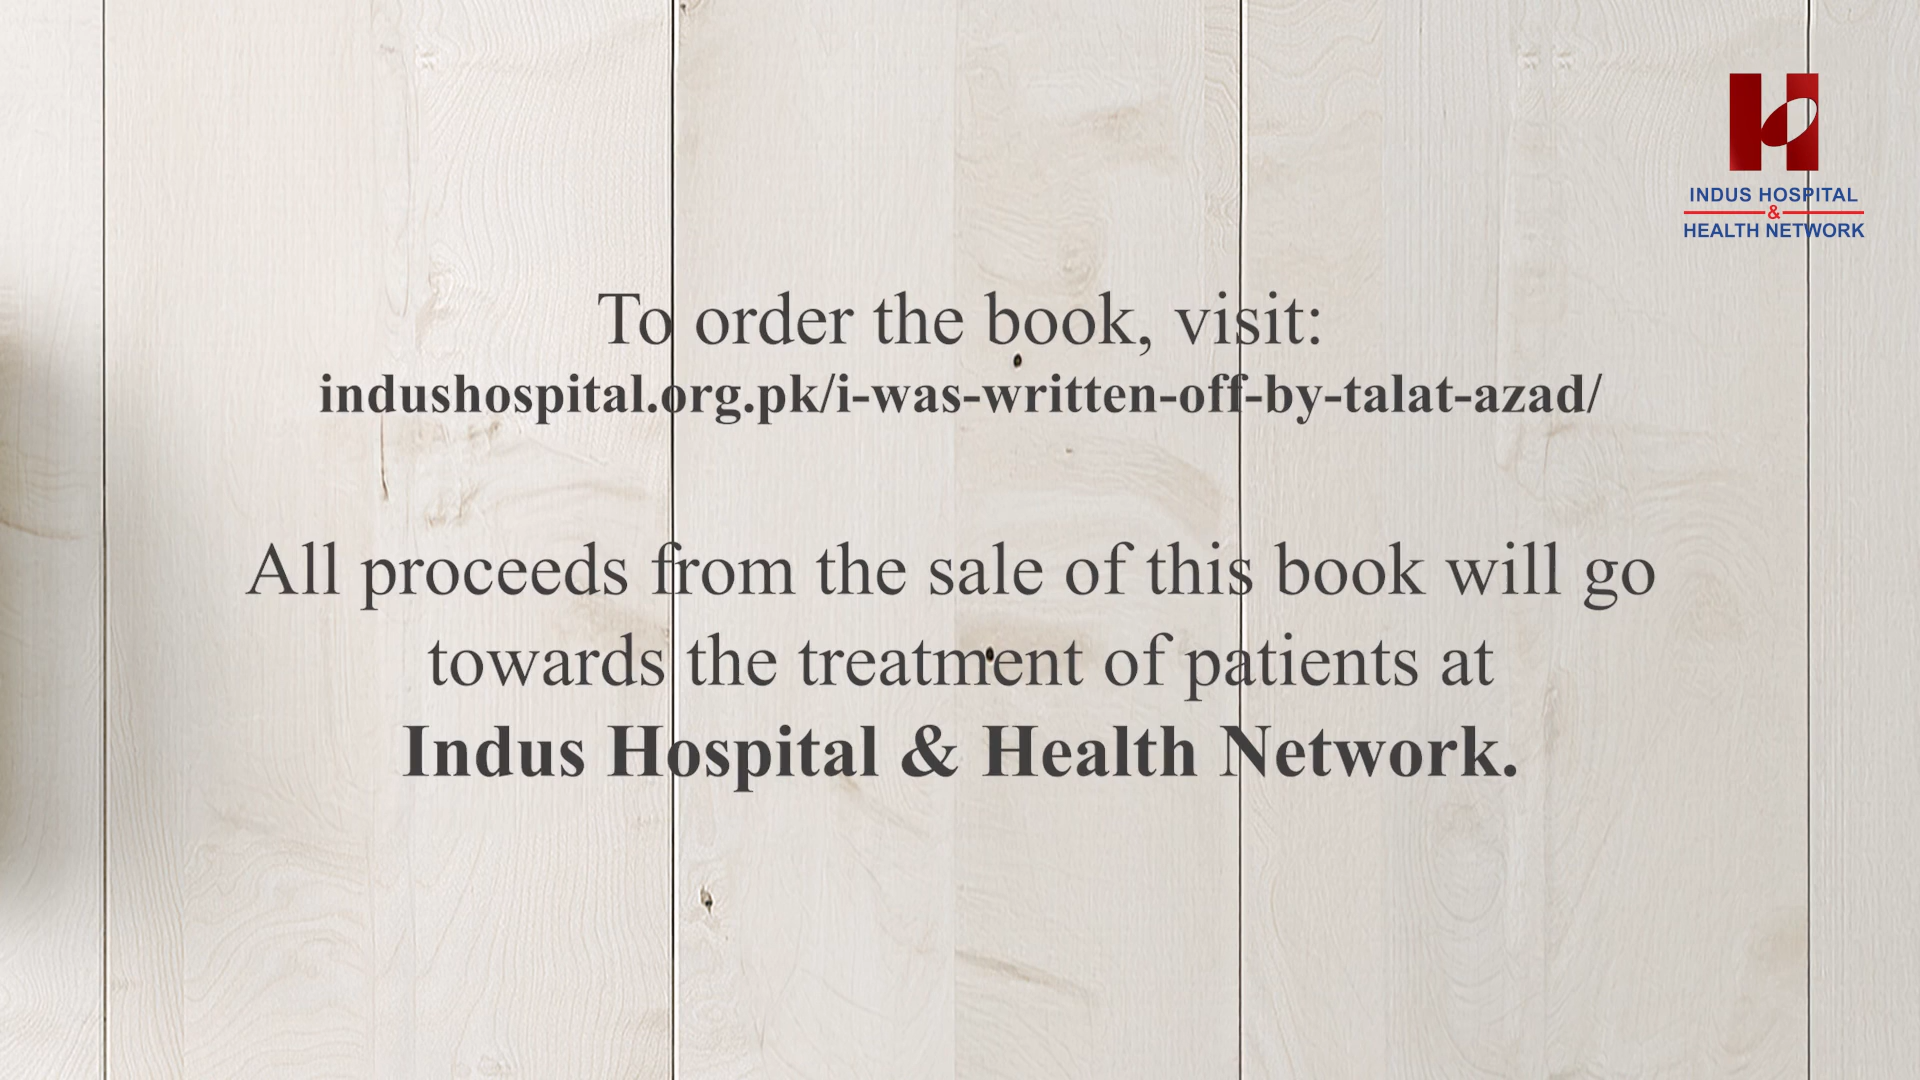 INDUS HOSPITAL
&
HEALTH NETWORK
To order the book, visit:
indushospital.org.pk/i-was-written-off-by-talat-azad/
All proceeds from the sale of this book will go
towards the treatment of patients at
Indus Hospital & Health Network.